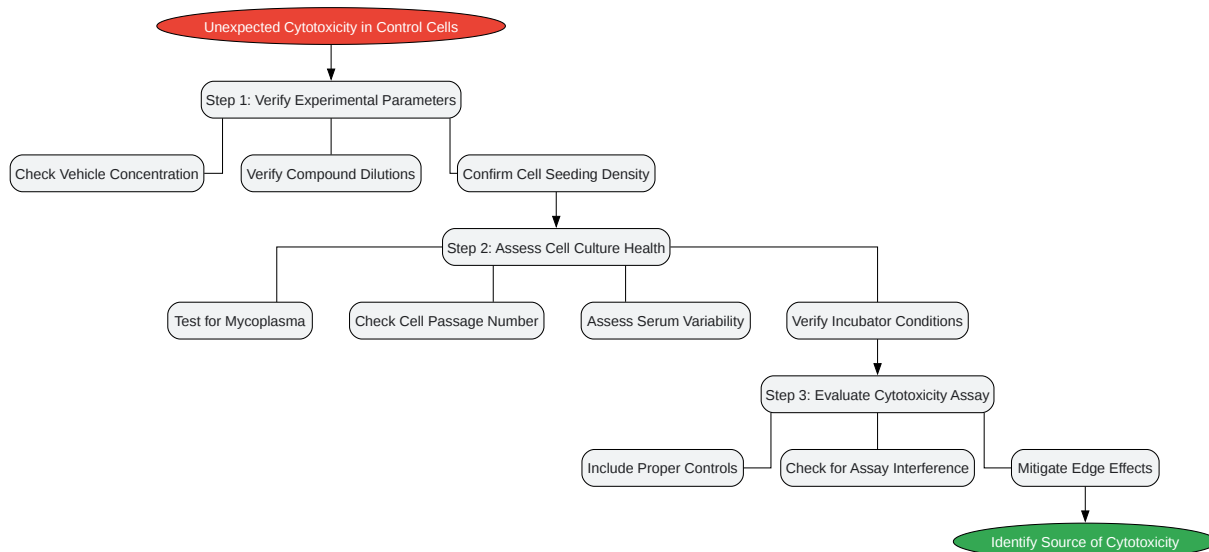 Unexpected Cytotoxicity in Control Cells
Step 1: Verify Experimental Parameters
Check Vehicle Concentration
Verify Compound Dilutions
Confirm Cell Seeding Density
Step 2: Assess Cell Culture Health
Test for Mycoplasma
Check Cell Passage Number
Assess Serum Variability
Verify Incubator Conditions
Step 3: Evaluate Cytotoxicity Assay
Include Proper Controls
Check for Assay Interference
Mitigate Edge Effects
Identify Source of Cytotoxicity